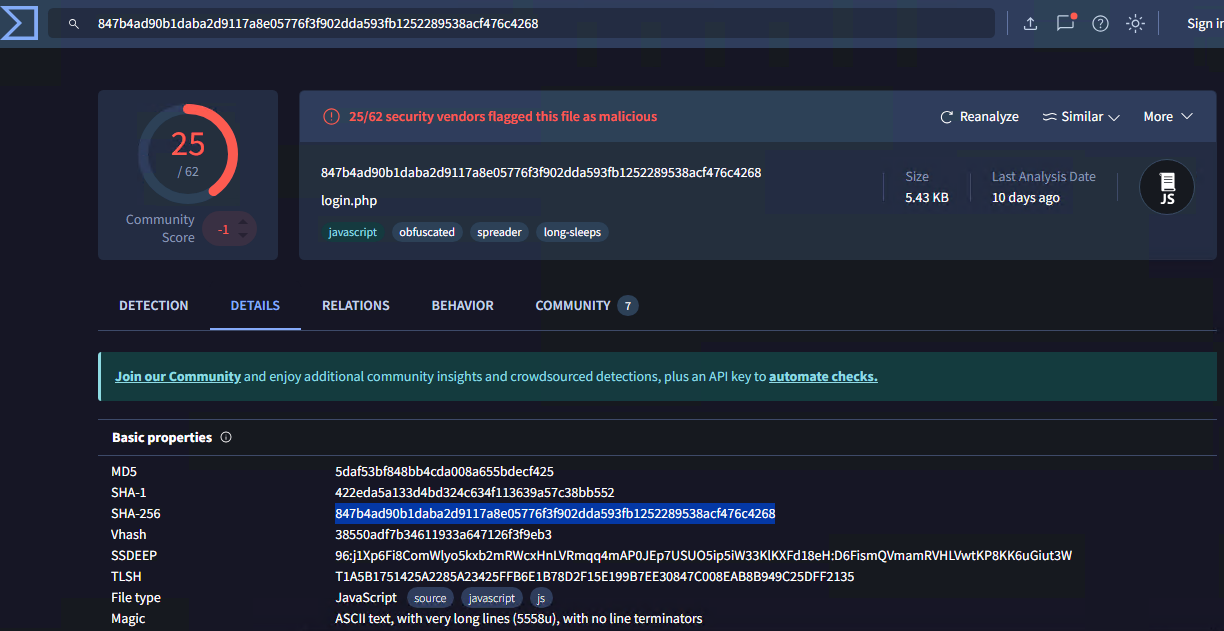 847b4ad90b1daba2d9117a8e05776f3f902dda593fb1252289538acf476c4268
Sign in
25
/ 62
Community
Score
-1
25/62 security vendors flagged this file as malicious
Reanalyze
Similar
More
847b4ad90b1daba2d9117a8e05776f3f902dda593fb1252289538acf476c4268
login.php
Size
5.43 KB
Last Analysis Date
10 days ago
JS
javascript
obfuscated
spreader
long-sleeps
DETECTION
DETAILS
RELATIONS
BEHAVIOR
COMMUNITY
7
Join our Community and enjoy additional community insights and crowdsourced detections, plus an API key to automate checks.
Basic properties
MD5 5daf53bf848bb4cda008a655bdecf425
SHA-1 422eda5a133d4bd324c634f113639a57c38bb552
SHA-256 847b4ad90b1daba2d9117a8e05776f3f902dda593fb1252289538acf476c4268
Vhash 38550adf7b34611933a647126f3f9eb3
SSDEEP 96:j1Xp6Fi8ComWlyo5kxb2mRWcxHnLVRmqq4mAP0JEp7USUO5ip5iW33KlKXFd18eH:D6FismQVmamRVHLVwtKP8KK6uGiut3W
TLSH T1A5B1751425A2285A23425FFB6E1B78D2F15E199B7EE30847C008EAB8B949C25DFF2135
File type JavaScript source javascript js
Magic ASCII text, with very long lines (5558u), with no line terminators